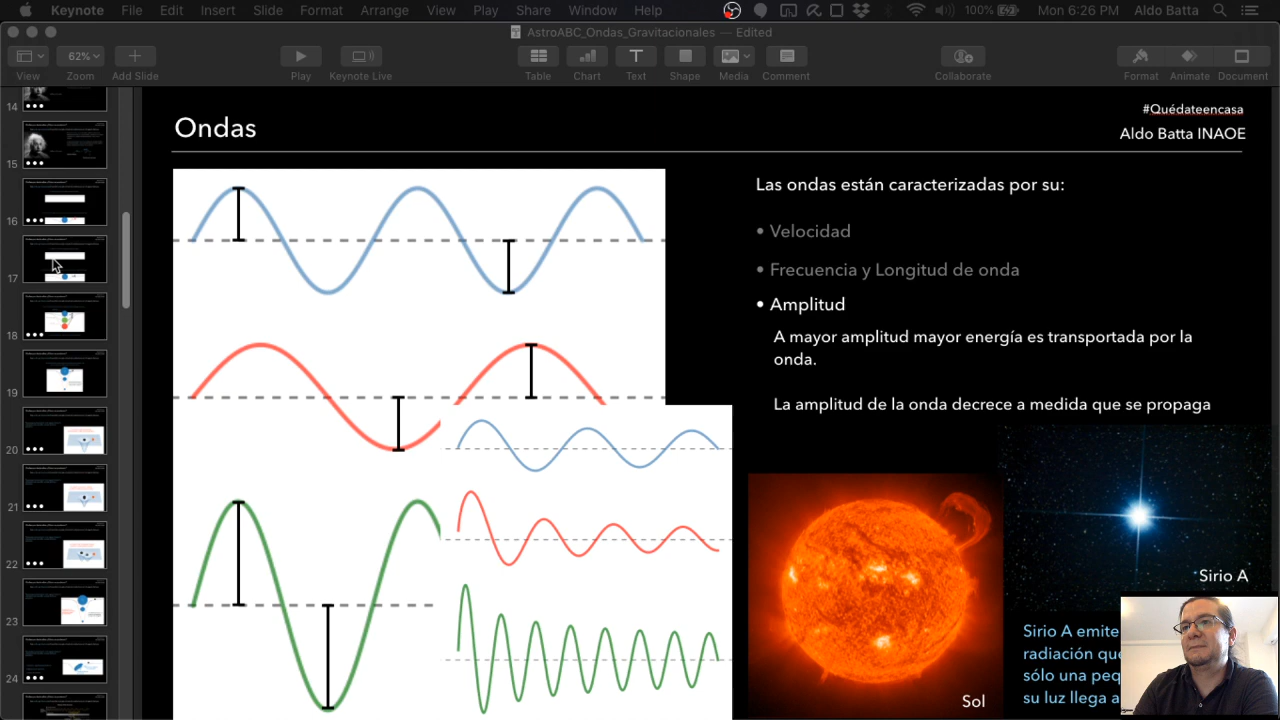 Keynote File Edit Insert Slide Format Arrange View Play Share Window Help 100% Mon 6:26 PM Aldo Batta
AstroABC_Ondas_Gravitacionales — Edited
62%
View Zoom Add Slide Play Keynote Live Table Chart Text Shape Media Comment Collaborate Format Animate Document
14
15
16
17
18
19
20
21
22
23
24
#Quédateencasa
Ondas
Aldo Batta INAOE
Las ondas están caracterizadas por su:
• Velocidad
• Frecuencia y Longitud de onda
• Amplitud
A mayor amplitud mayor energía es transportada por la
onda.
La amplitud de la onda decrece a medida que se propaga
Sirio A
Sol
Sirio A emite
radiación
sólo una
su luz llega